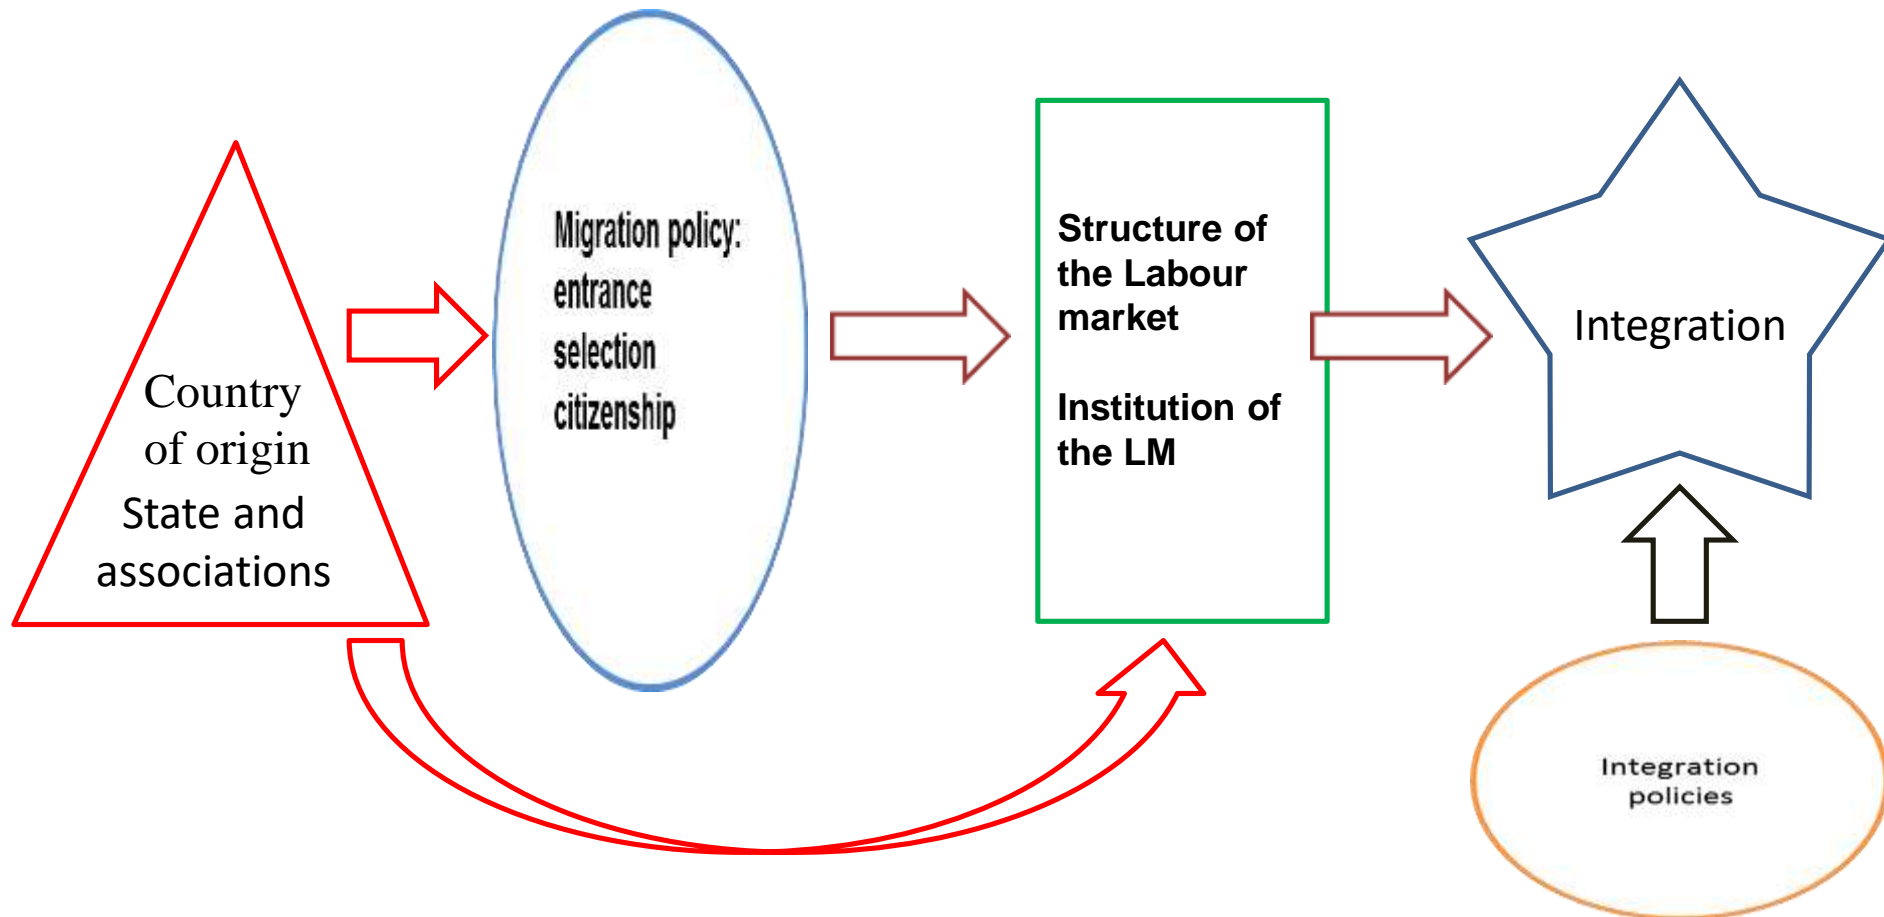 Country
of origin
State and
associations
Migration policy:
entrance
selection
citizenship
Structure of
the Labour
market
Institution of
the LM
Integration
Integration
policies